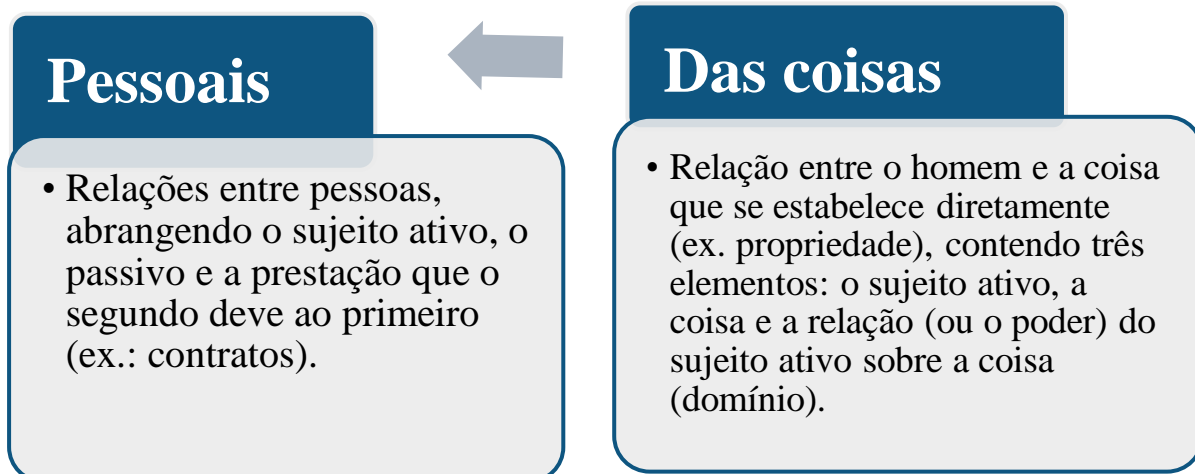 Pessoais
• Relações entre pessoas,
abrangendo o sujeito ativo, o
passivo e a prestação que o
segundo deve ao primeiro
(ex.: contratos).
Das coisas
• Relação entre o homem e a coisa
que se estabelece diretamente
(ex. propriedade), contendo três
elementos: o sujeito ativo, a
coisa e a relação (ou o poder) do
sujeito ativo sobre a coisa
(domínio).